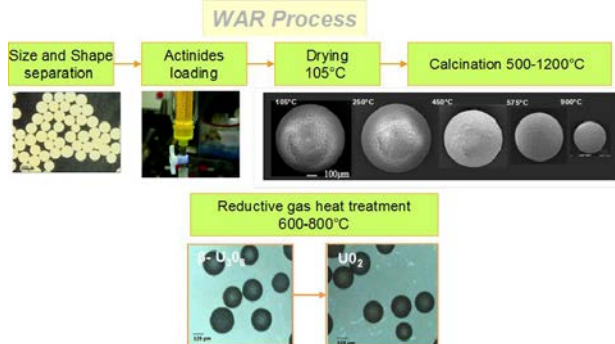 WAR Process
Size and Shape
separation
Actinides
loading
Drying
105°C
Calcination 500-1200°C
105°C
250°C
450°C
575°C
900°C
100µm
Reductive gas heat treatment
600-800°C
β- U₃O₈
UO₂